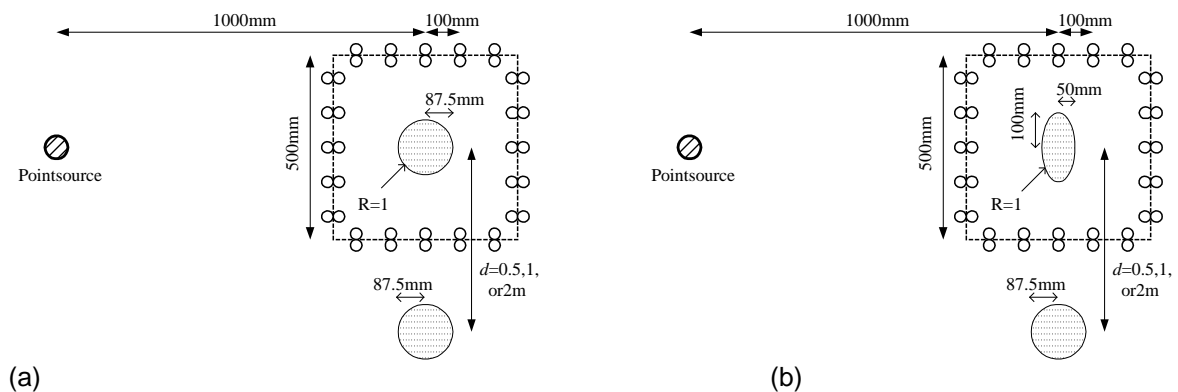 1000mm
100mm
87.5mm
500mm
Pointsource
R=1
d=0.5,1,
or2m
87.5mm
(a)
1000mm
100mm
50mm
100mm
500mm
Pointsource
R=1
d=0.5,1,
or2m
87.5mm
(b)